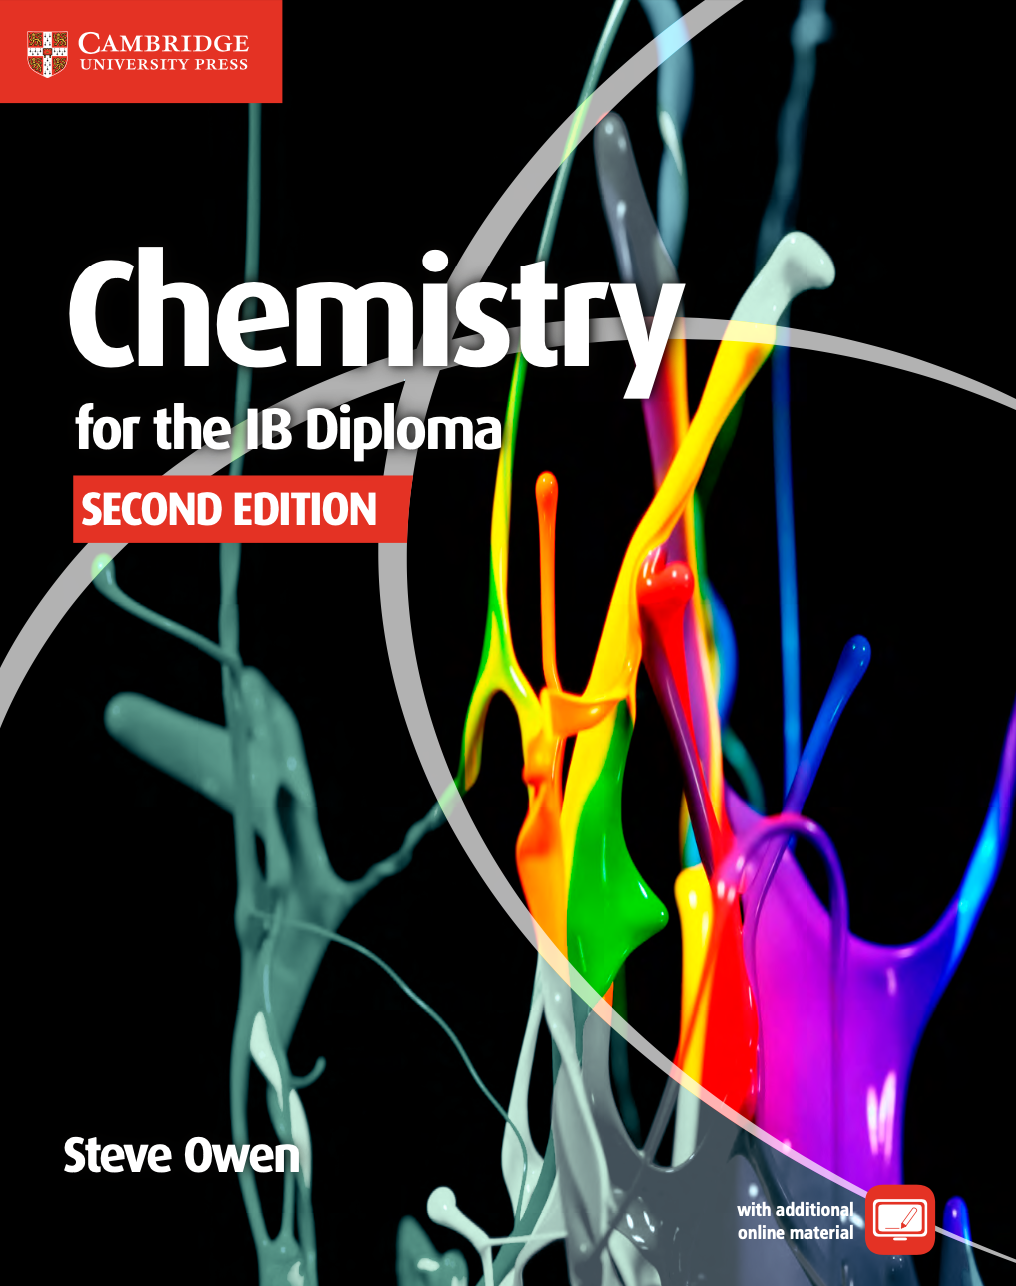 CAMBRIDGE
UNIVERSITY PRESS
Chemistry
for the IB Diploma
SECOND EDITION
Steve Owen
with additional
online material